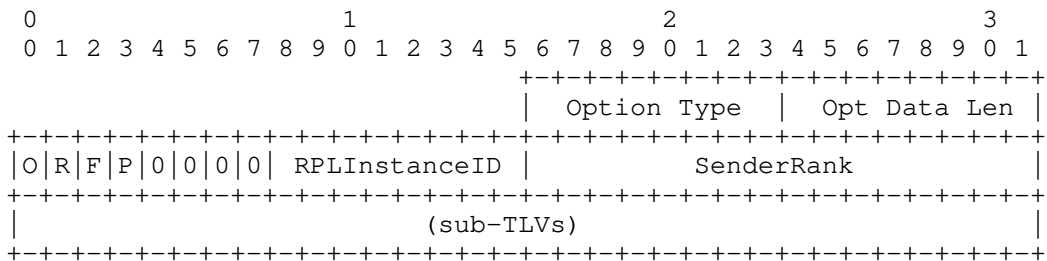 0                   1                   2                   3
 0 1 2 3 4 5 6 7 8 9 0 1 2 3 4 5 6 7 8 9 0 1 2 3 4 5 6 7 8 9 0 1
                                +-+-+-+-+-+-+-+-+-+-+-+-+-+-+-+-+
                                |  Option Type  |  Opt Data Len |
+-+-+-+-+-+-+-+-+-+-+-+-+-+-+-+-+-+-+-+-+-+-+-+-+-+-+-+-+-+-+-+-+
|O|R|F|P|0|0|0|0| RPLInstanceID |          SenderRank           |
+-+-+-+-+-+-+-+-+-+-+-+-+-+-+-+-+-+-+-+-+-+-+-+-+-+-+-+-+-+-+-+-+
|                         (sub-TLVs)                            |
+-+-+-+-+-+-+-+-+-+-+-+-+-+-+-+-+-+-+-+-+-+-+-+-+-+-+-+-+-+-+-+-+